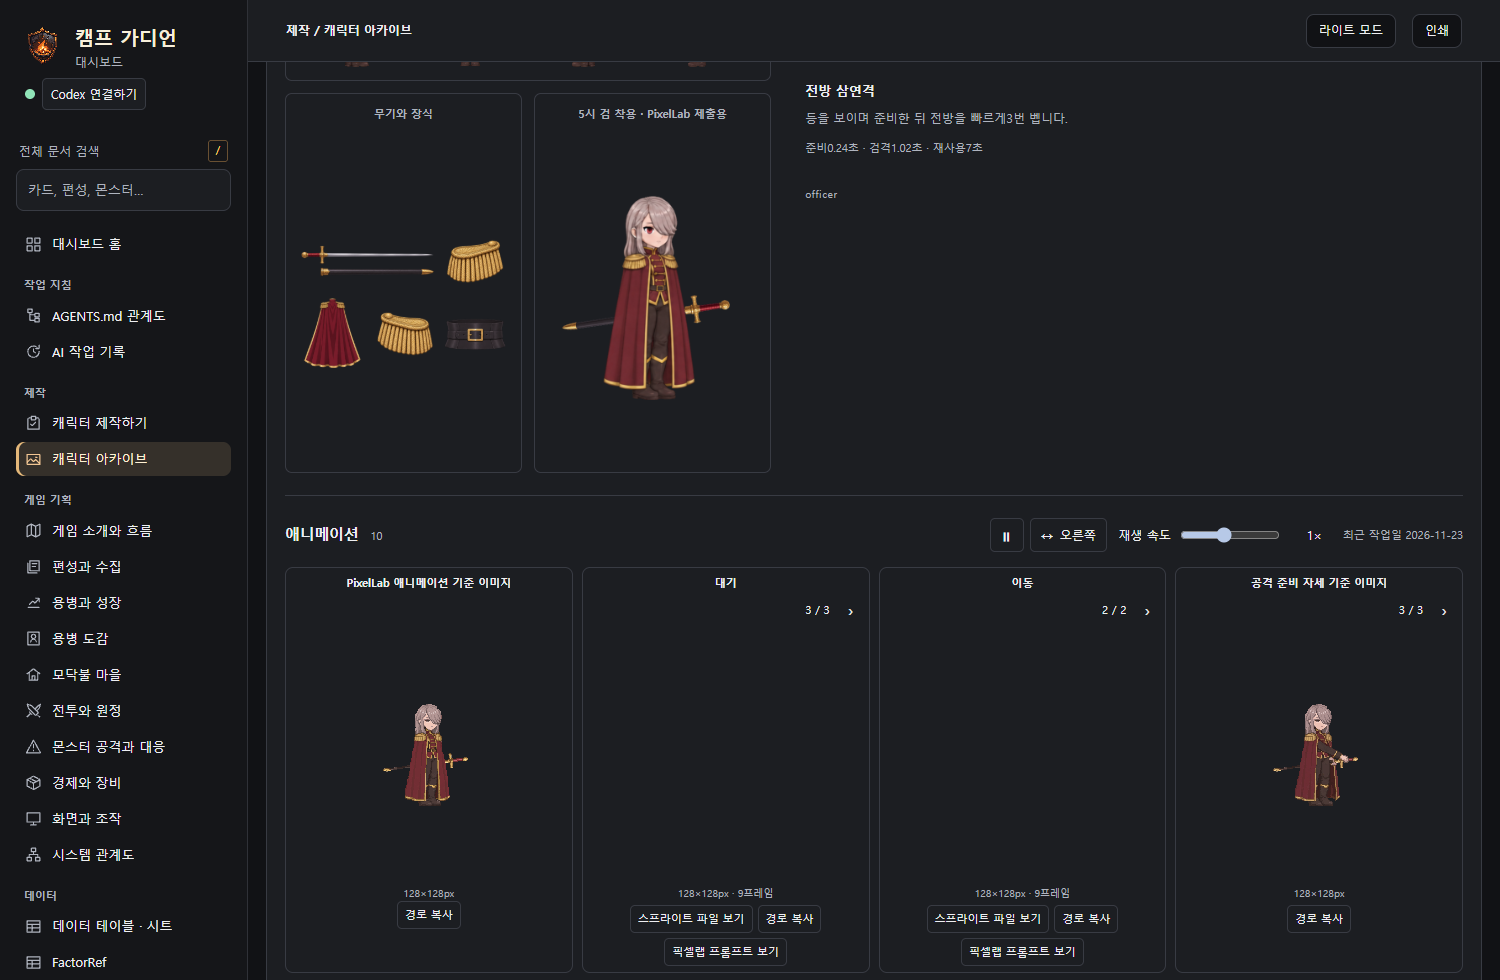 캠프 가디언
대시보드
Codex 연결하기
전체 문서 검색 /
카드, 편성, 몬스터...
대시보드 홈
작업 지침
AGENTS.md 관계도
AI 작업 기록
제작
캐릭터 제작하기
캐릭터 아카이브
게임 기획
게임 소개와 흐름
편성과 수집
용병과 성장
용병 도감
모닥불 마을
전투와 원정
몬스터 공격과 대응
경제와 장비
화면과 조작
시스템 관계도
데이터
데이터 테이블 · 시트
FactorRef
제작 / 캐릭터 아카이브
라이트 모드
인쇄
무기와 장식
5시 검 착용 · PixelLab 제출용
전방 삼연격
등을 보이며 준비한 뒤 전방을 빠르게3번 벱니다.
준비0.24초 · 검격1.02초 · 재사용7초
officer
애니메이션 10
↔ 오른쪽
재생 속도
1×
최근 작업일 2026-11-23
PixelLab 애니메이션 기준 이미지
128×128px
경로 복사
대기
3 / 3 ›
128×128px · 9프레임
스프라이트 파일 보기 경로 복사
픽셀랩 프롬프트 보기
이동
2 / 2 ›
128×128px · 9프레임
스프라이트 파일 보기 경로 복사
픽셀랩 프롬프트 보기
공격 준비 자세 기준 이미지
3 / 3 ›
128×128px
경로 복사